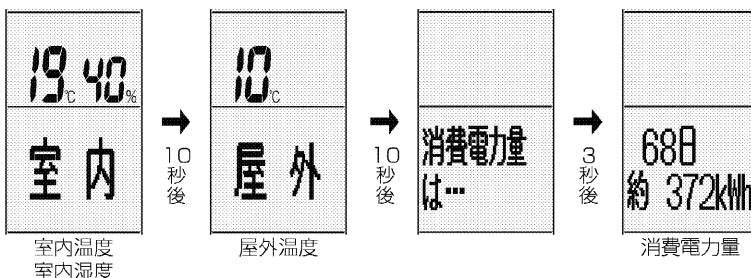 19℃ 40%
室内
室内温度
室内湿度
10秒後
10℃
屋外
屋外温度
10秒後
消費電力量
は…
3秒後
68日
約 372kWh
消費電力量